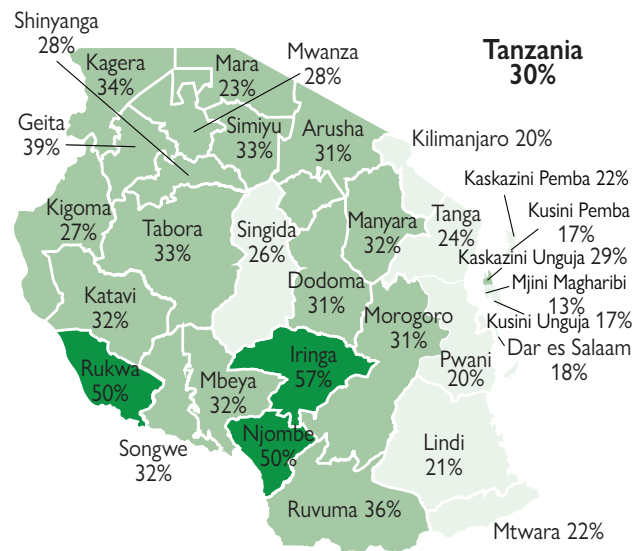 Shinyanga
28%
Kagera
34%
Mara
23%
Mwanza
28%
Tanzania
30%
Geita
39%
Simiyu
33%
Arusha
31%
Kilimanjaro 20%
Kaskazini Pemba 22%
Kusini Pemba
17%
Kigoma
27%
Tabora
33%
Singida
26%
Manyara
32%
Tanga
24%
Kaskazini Unguja 29%
Mjini Magharibi
13%
Kusini Unguja 17%
Dar es Salaam
18%
Katavi
32%
Dodoma
31%
Morogoro
31%
Pwani
20%
Rukwa
50%
Mbeya
32%
Iringa
57%
Songwe
32%
Njombe
50%
Lindi
21%
Ruvuma 36%
Mtwara 22%